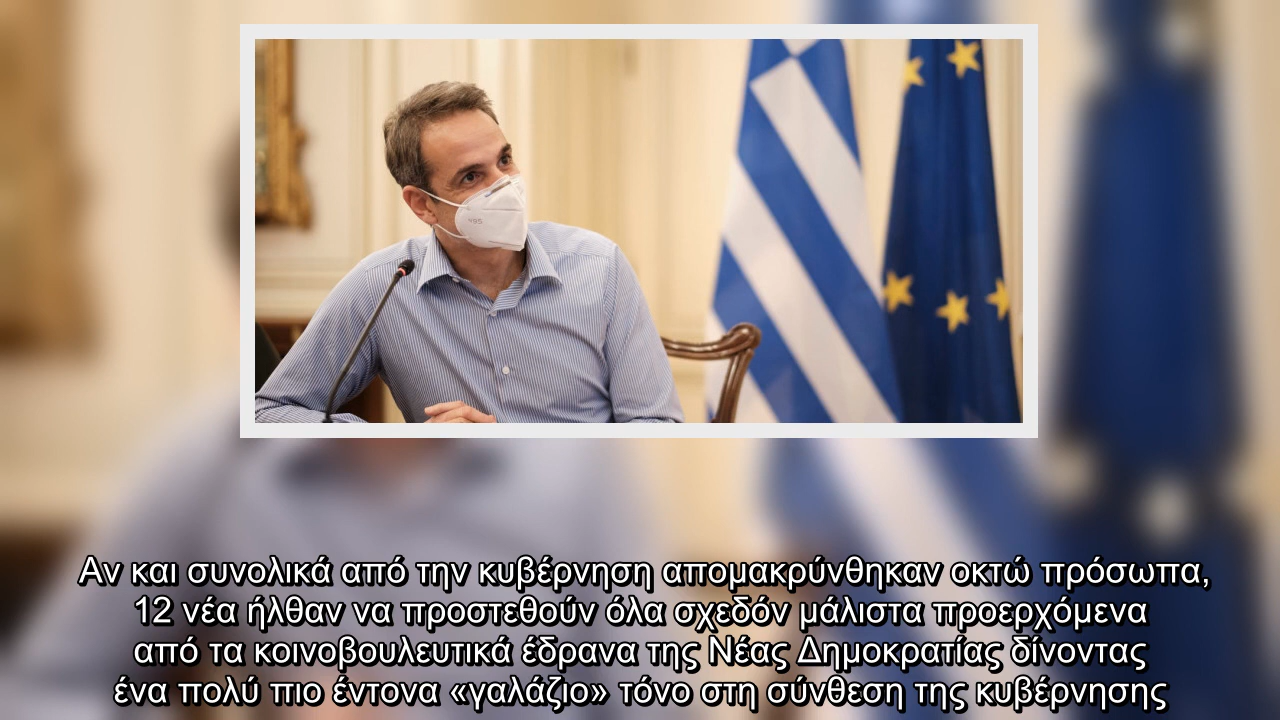 Αν και συνολικά από την κυβέρνηση απομακρύνθηκαν οκτώ πρόσωπα,
12 νέα ήλθαν να προστεθούν όλα σχεδόν μάλιστα προερχόμενα
από τα κοινοβουλευτικά έδρανα της Νέας Δημοκρατίας δίνοντας
ένα πολύ πιο έντονα «γαλάζιο» τόνο στη σύνθεση της κυβέρνησης